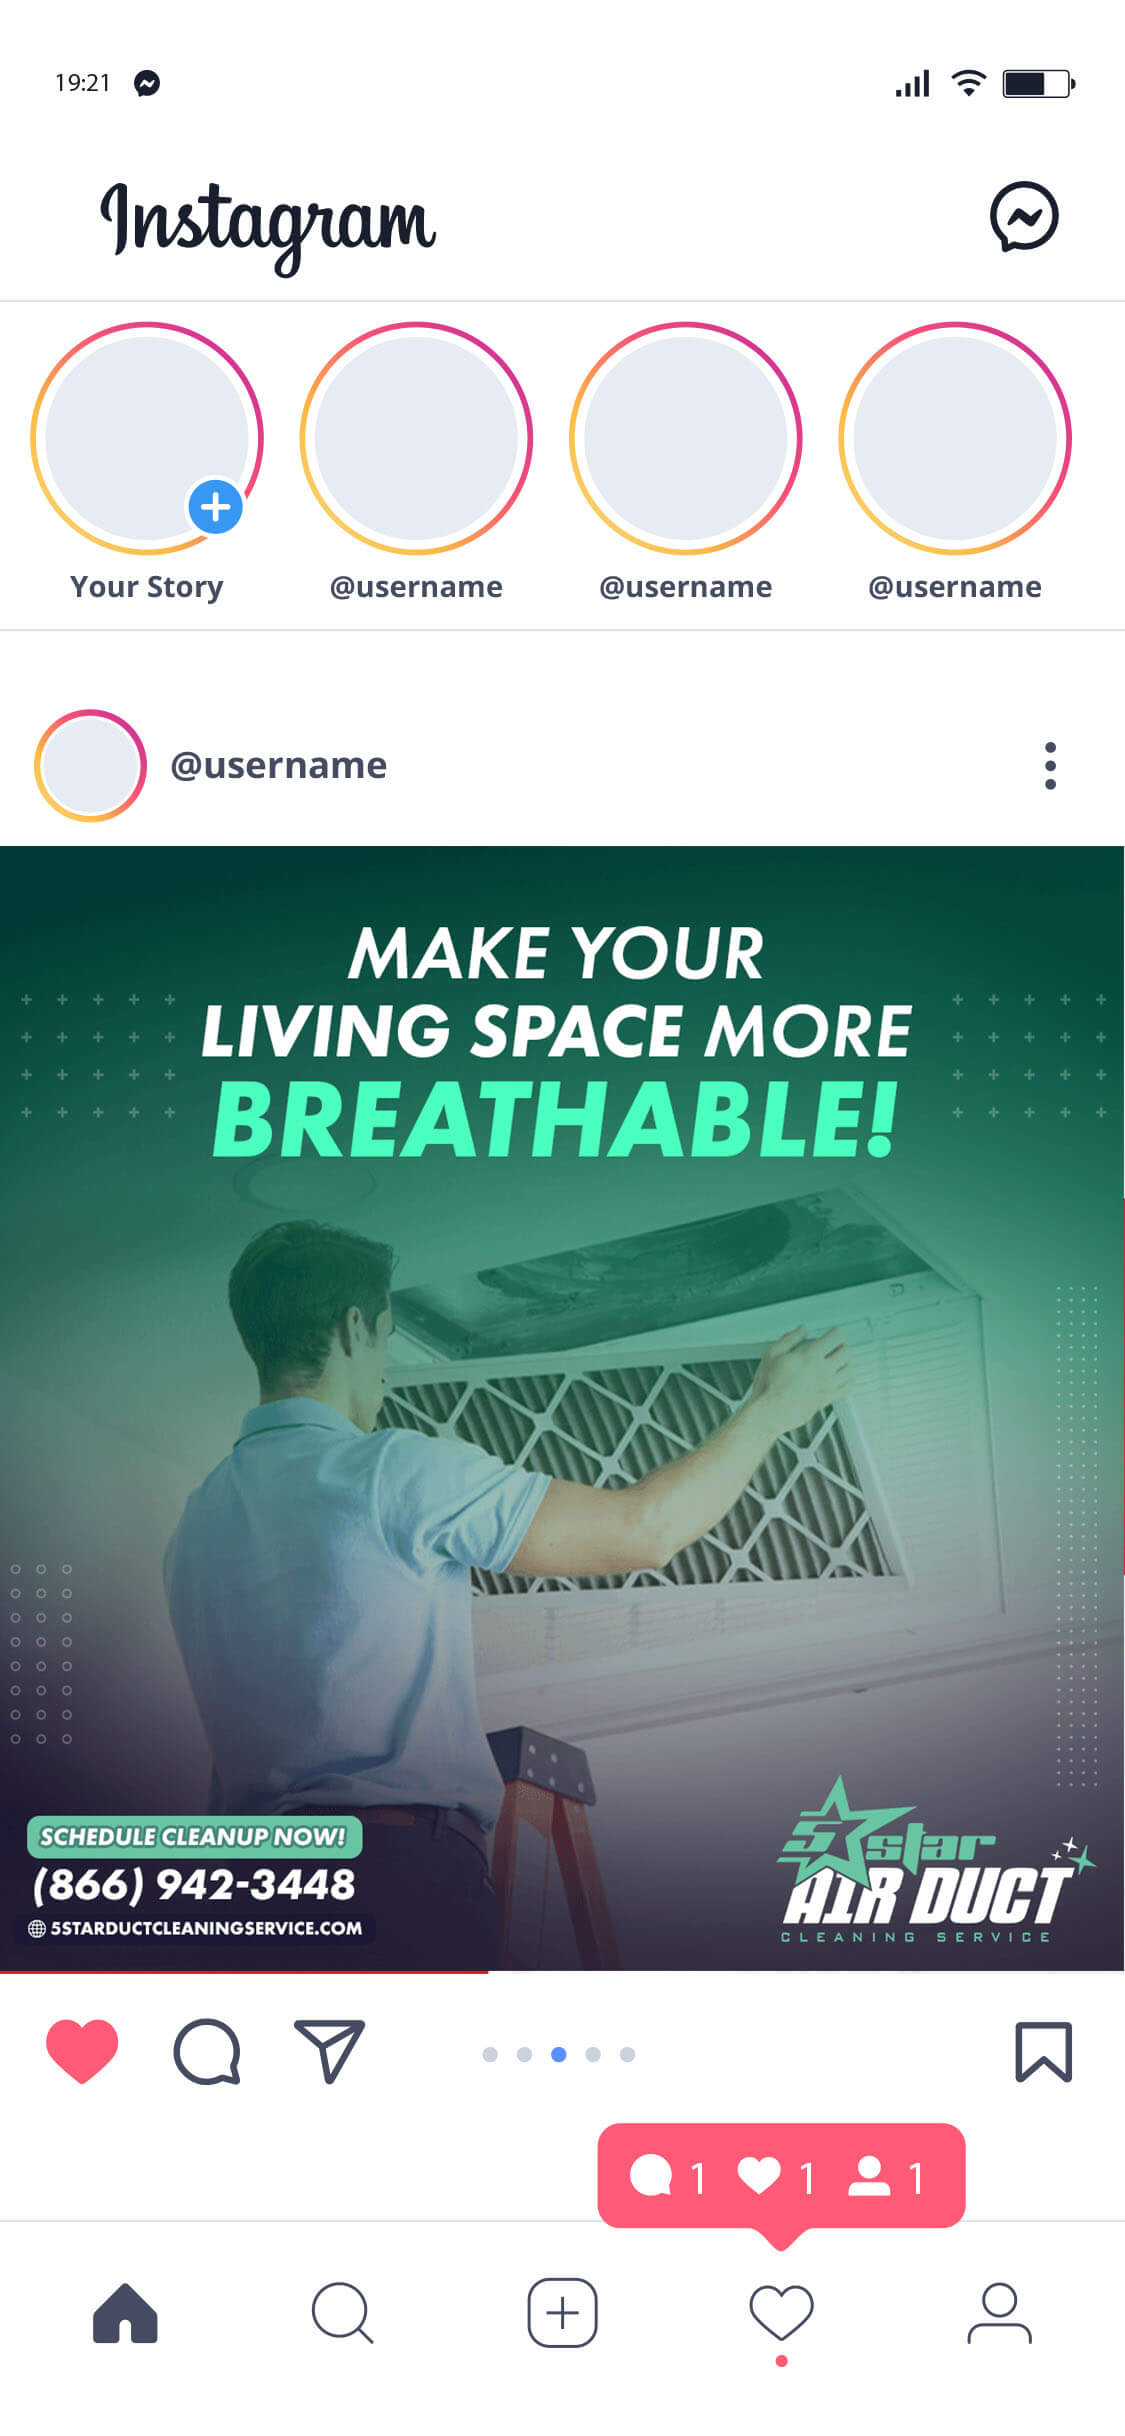 19:21
Instagram
Your Story
@username
@username
@username
@username
MAKE YOUR
LIVING SPACE MORE
BREATHABLE!
SCHEDULE CLEANUP NOW!
(866) 942-3448
5STARDUCTCLEANINGSERVICE.COM
5 star
AIR DUCT
CLEANING SERVICE
1 1 1